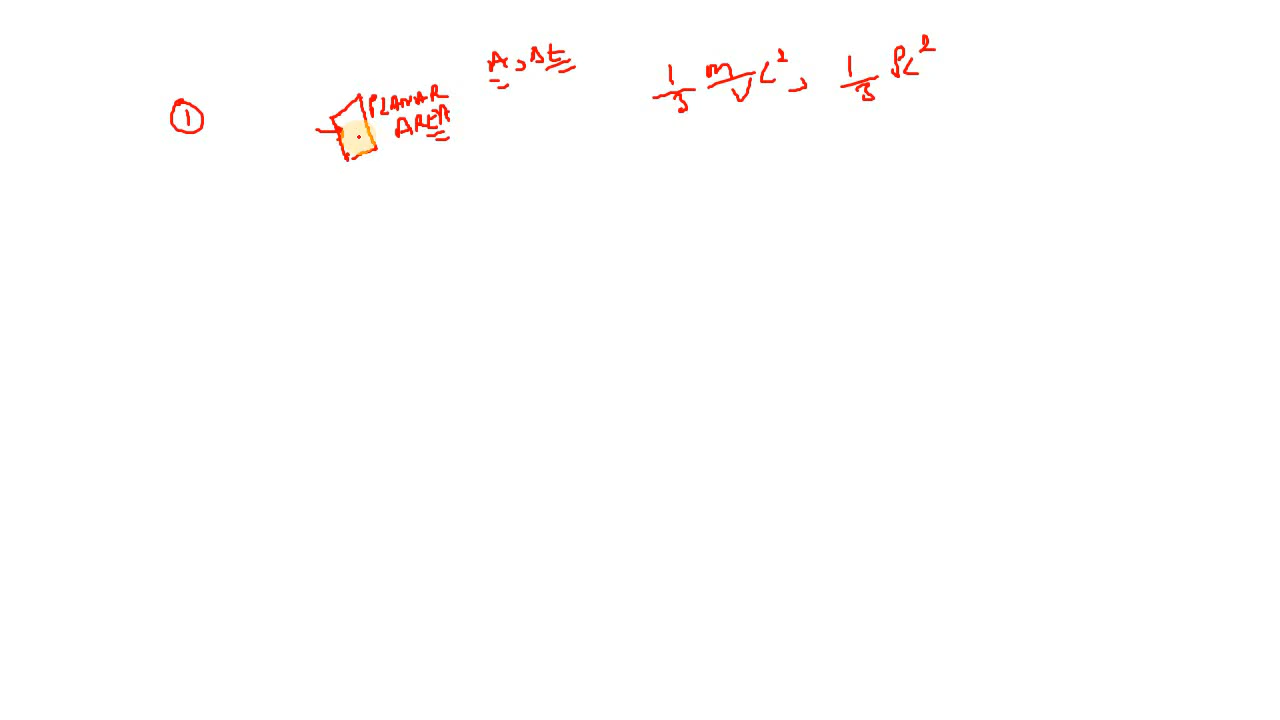 ①
PLANAR
AREA
A, Δt
1/3 m/V c², 1/3 ρc²